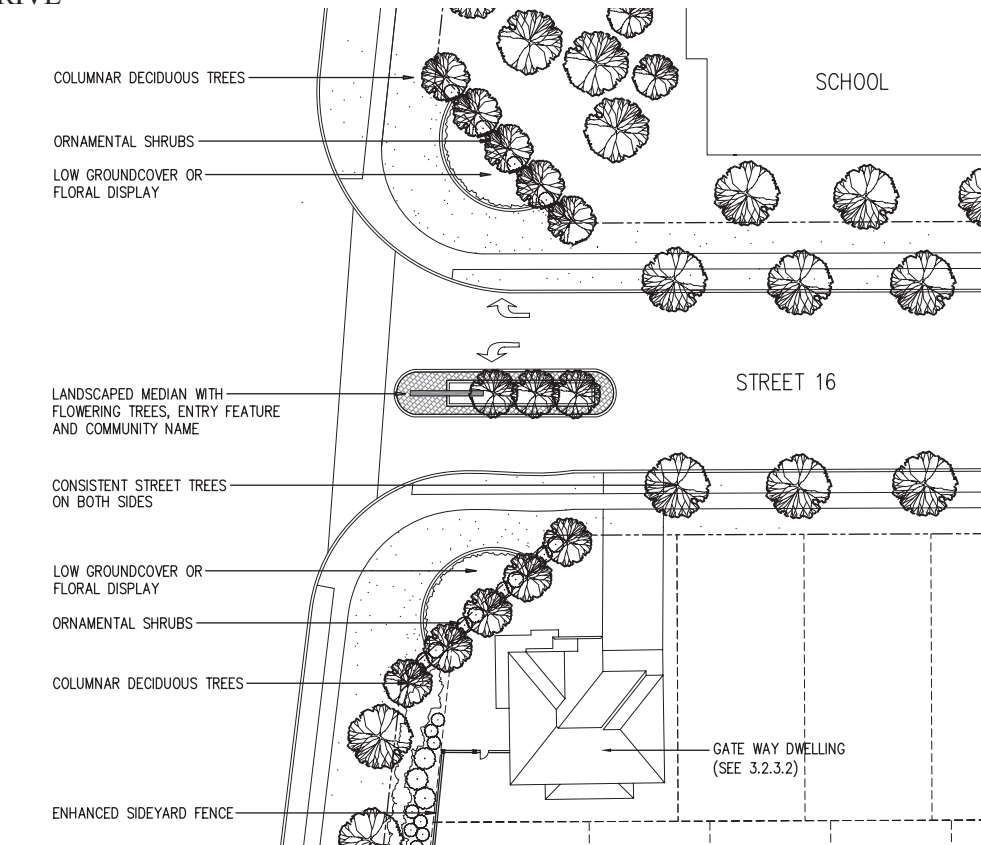 RIVE
COLUMNAR DECIDUOUS TREES
SCHOOL
ORNAMENTAL SHRUBS
LOW GROUNDCOVER OR
FLORAL DISPLAY
STREET 16
LANDSCAPED MEDIAN WITH
FLOWERING TREES, ENTRY FEATURE
AND COMMUNITY NAME
CONSISTENT STREET TREES
ON BOTH SIDES
LOW GROUNDCOVER OR
FLORAL DISPLAY
ORNAMENTAL SHRUBS
COLUMNAR DECIDUOUS TREES
GATE WAY DWELLING
(SEE 3.2.3.2)
ENHANCED SIDEYARD FENCE